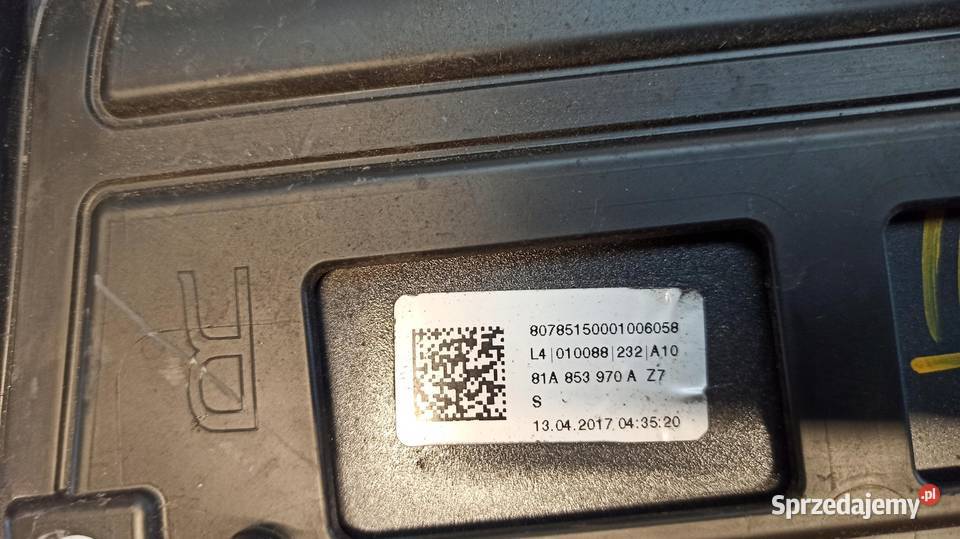 80785150001006058
L4|010088|232|A10
81A 853 970 A Z7
S
13.04.2017 04:35:20
R
Sprzedajemy.pl